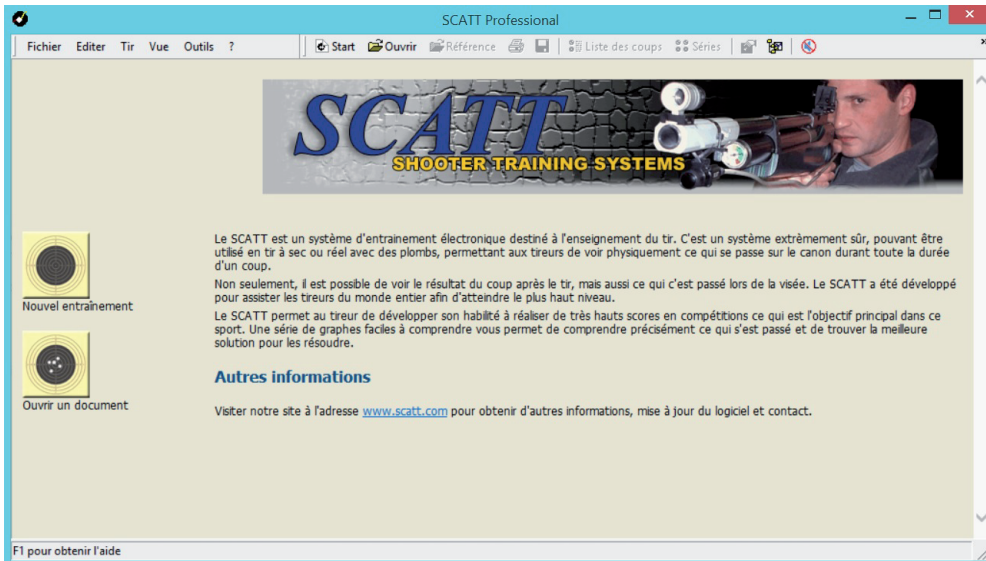 SCATT Professional
Fichier Editer Tir Vue Outils ?
Start Ouvrir Référence Liste des coups Séries
SCATT
SHOOTER TRAINING SYSTEMS
Le SCATT est un système d'entrainement électronique destiné à l'enseignement du tir. C'est un système extrèmement sûr, pouvant être
utilisé en tir à sec ou réel avec des plombs, permettant aux tireurs de voir physiquement ce qui se passe sur le canon durant toute la durée
d'un coup.
Non seulement, il est possible de voir le résultat du coup après le tir, mais aussi ce qui c'est passé lors de la visée. Le SCATT a été développé
pour assister les tireurs du monde entier afin d'atteindre le plus haut niveau.
Le SCATT permet au tireur de développer son habilité à réaliser de très hauts scores en compétitions ce qui est l'objectif principal dans ce
sport. Une série de graphes faciles à comprendre vous permet de comprendre précisément ce qui s'est passé et de trouver la meilleure
solution pour les résoudre.
Nouvel entraînement
Ouvrir un document
Autres informations
Visiter notre site à l'adresse www.scatt.com pour obtenir d'autres informations, mise à jour du logiciel et contact.
F1 pour obtenir l'aide